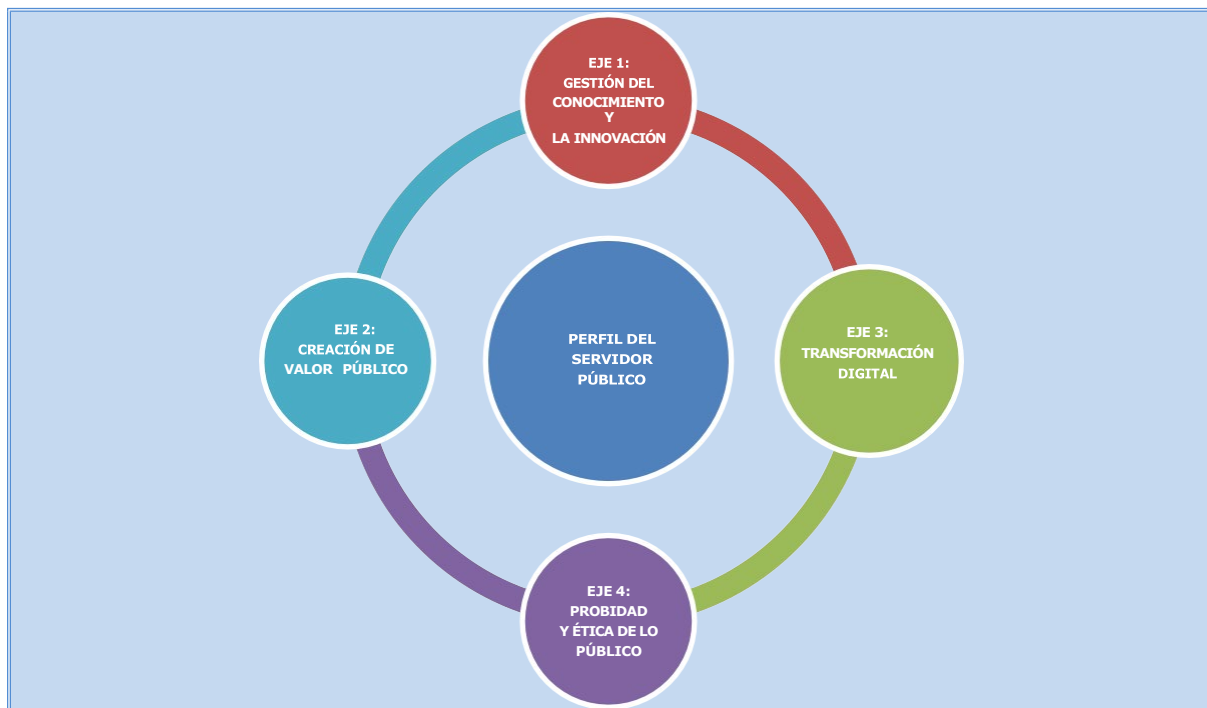 EJE 1:
GESTIÓN DEL
CONOCIMIENTO
Y
LA INNOVACIÓN
EJE 2:
CREACIÓN DE
VALOR PÚBLICO
PERFIL DEL
SERVIDOR
PÚBLICO
EJE 3:
TRANSFORMACIÓN
DIGITAL
EJE 4:
PROBIDAD
Y ÉTICA DE LO
PÚBLICO